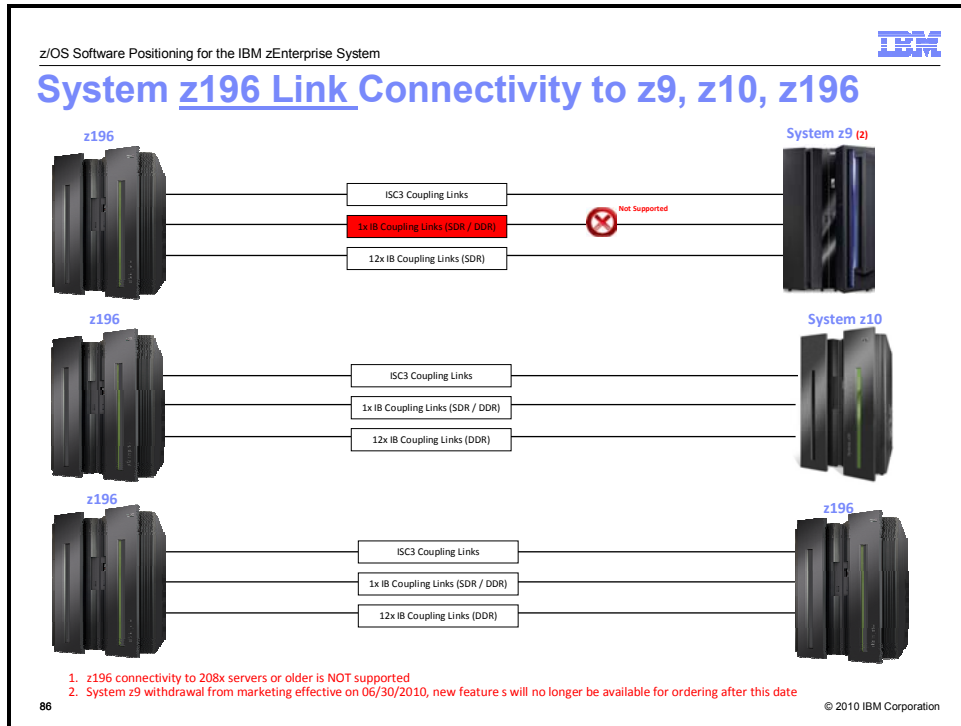 z/OS Software Positioning for the IBM zEnterprise System
IBM
System z196 Link Connectivity to z9, z10, z196
z196
System z9 (2)
ISC3 Coupling Links
1x IB Coupling Links (SDR / DDR)
Not Supported
12x IB Coupling Links (SDR)
z196
System z10
ISC3 Coupling Links
1x IB Coupling Links (SDR / DDR)
12x IB Coupling Links (DDR)
z196
z196
ISC3 Coupling Links
1x IB Coupling Links (SDR / DDR)
12x IB Coupling Links (DDR)
1. z196 connectivity to 208x servers or older is NOT supported
2. System z9 withdrawal from marketing effective on 06/30/2010, new feature s will no longer be available for ordering after this date
86
© 2010 IBM Corporation